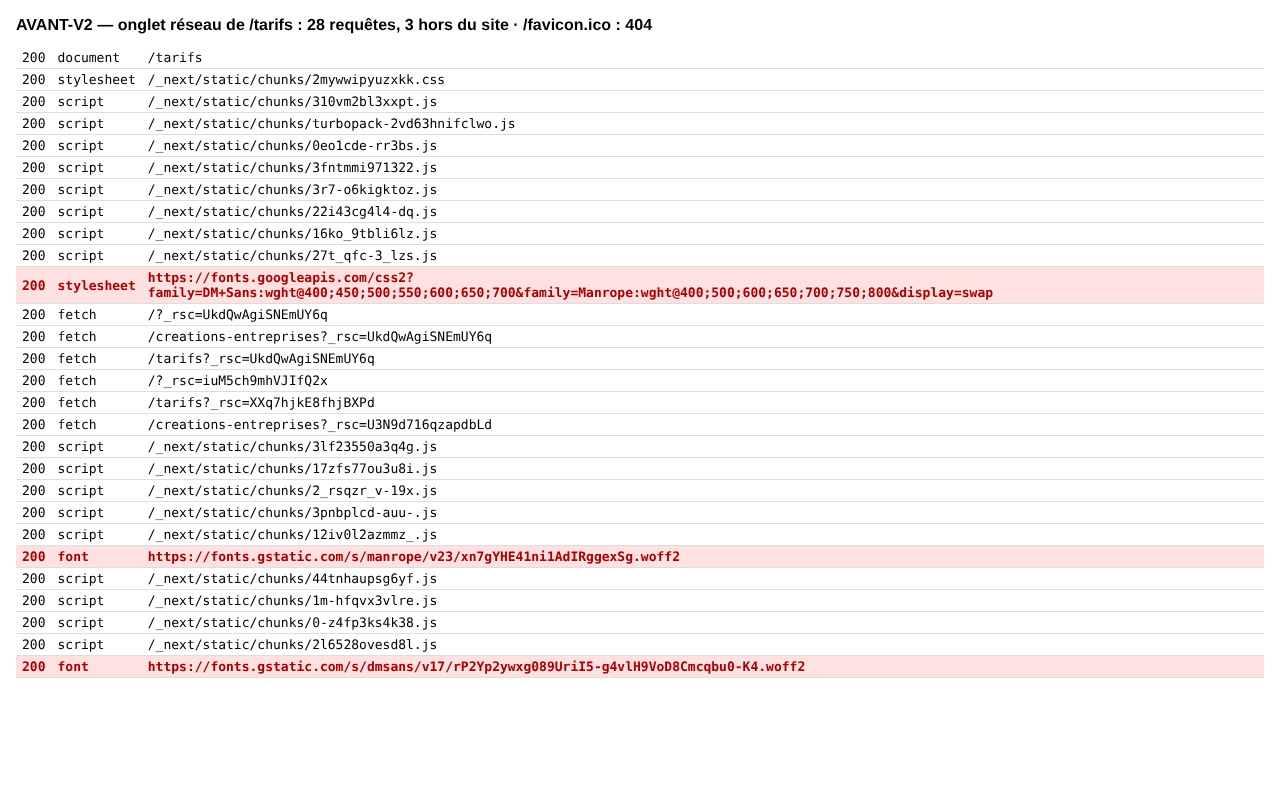 AVANT-V2 — onglet réseau de /tarifs : 28 requêtes, 3 hors du site · /favicon.ico : 404
200 document /tarifs
200 stylesheet /_next/static/chunks/2mywwipyuzxkk.css
200 script /_next/static/chunks/310vm2bl3xxpt.js
200 script /_next/static/chunks/turbopack-2vd63hnifclwo.js
200 script /_next/static/chunks/0eo1cde-rr3bs.js
200 script /_next/static/chunks/3fntmmi971322.js
200 script /_next/static/chunks/3r7-o6kigktoz.js
200 script /_next/static/chunks/22i43cg4l4-dq.js
200 script /_next/static/chunks/16ko_9tbli6lz.js
200 script /_next/static/chunks/27t_qfc-3_lzs.js
200 stylesheet https://fonts.googleapis.com/css2?
family=DM+Sans:wght@400;450;500;550;600;650;700&family=Manrope:wght@400;500;600;650;700;750;800&display=swap
200 fetch /?_rsc=UkdQwAgiSNEmUY6q
200 fetch /creations-entreprises?_rsc=UkdQwAgiSNEmUY6q
200 fetch /tarifs?_rsc=UkdQwAgiSNEmUY6q
200 fetch /?_rsc=iuM5ch9mhVJIfQ2x
200 fetch /tarifs?_rsc=XXq7hjkE8fhjBXPd
200 fetch /creations-entreprises?_rsc=U3N9d716qzapdbLd
200 script /_next/static/chunks/3lf23550a3q4g.js
200 script /_next/static/chunks/17zfs77ou3u8i.js
200 script /_next/static/chunks/2_rsqzr_v-19x.js
200 script /_next/static/chunks/3pnbplcd-auu-.js
200 script /_next/static/chunks/12iv0l2azmmz_.js
200 font https://fonts.gstatic.com/s/manrope/v23/xn7gYHE41ni1AdIRggexSg.woff2
200 script /_next/static/chunks/44tnhaupsg6yf.js
200 script /_next/static/chunks/1m-hfqvx3vlre.js
200 script /_next/static/chunks/0-z4fp3ks4k38.js
200 script /_next/static/chunks/2l6528ovesd8l.js
200 font https://fonts.gstatic.com/s/dmsans/v17/rP2Yp2ywxg089UriI5-g4vlH9VoD8Cmcqbu0-K4.woff2